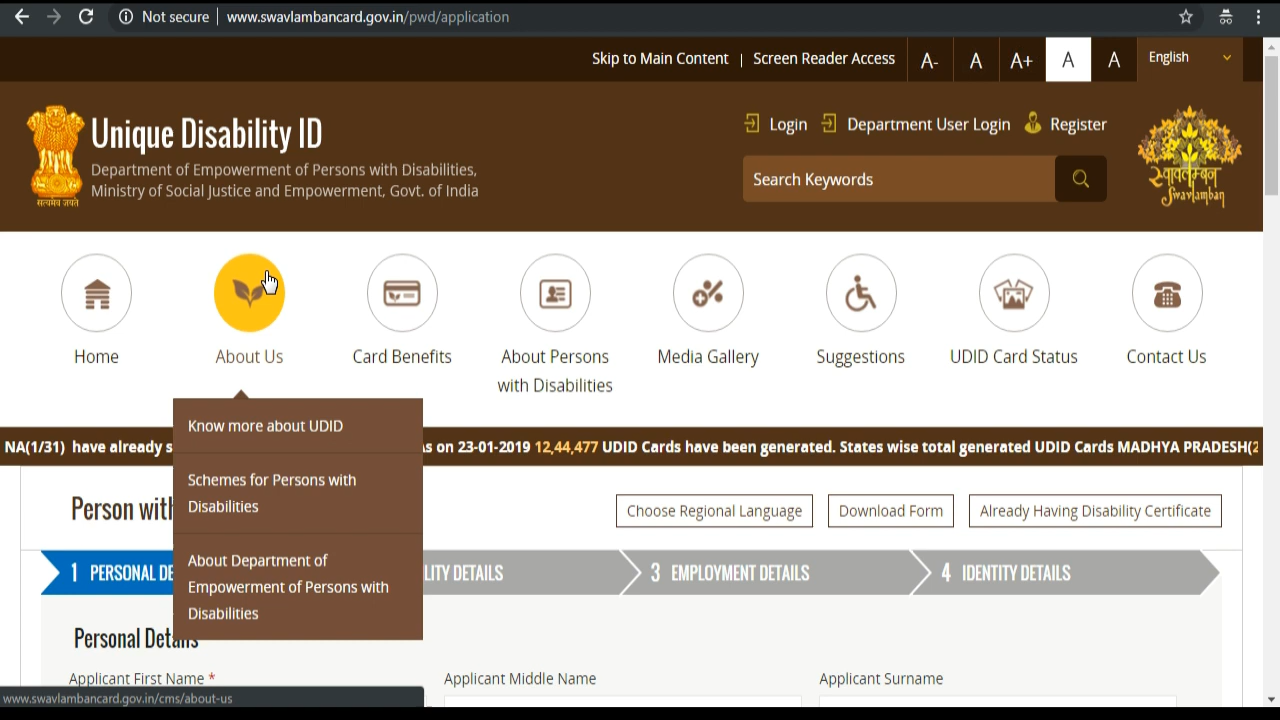 Not secure | www.swavlambancard.gov.in/pwd/application
Skip to Main Content | Screen Reader Access A- A A+ A A English
Unique Disability ID
Department of Empowerment of Persons with Disabilities,
Ministry of Social Justice and Empowerment, Govt. of India
सत्यमेव जयते
Login Department User Login Register
Search Keywords
स्वावलम्बन
Swavlamban
Home About Us Card Benefits About Persons with Disabilities Media Gallery Suggestions UDID Card Status Contact Us
Know more about UDID
Schemes for Persons with
Disabilities
About Department of
Empowerment of Persons with
Disabilities
NA(1/31) have already s As on 23-01-2019 12,44,477 UDID Cards have been generated. States wise total generated UDID Cards MADHYA PRADESH(2
Person with
Choose Regional Language Download Form Already Having Disability Certificate
1 PERSONAL DE LITY DETAILS 3 EMPLOYMENT DETAILS 4 IDENTITY DETAILS
Personal Details
Applicant First Name * Applicant Middle Name Applicant Surname
www.swavlambancard.gov.in/cms/about-us